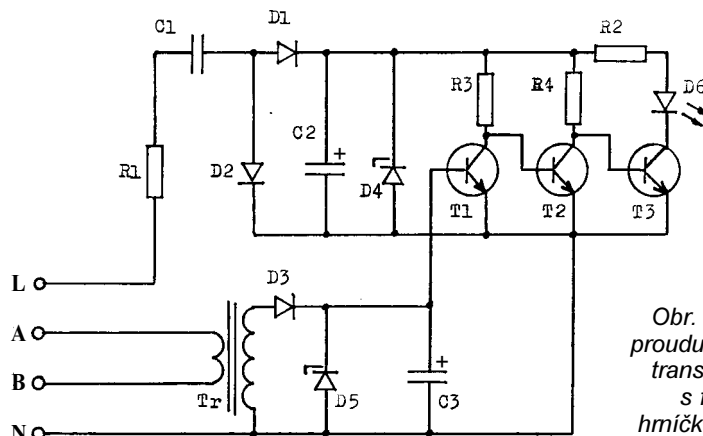 C1
D1
R2
R3
R4
D6
C2
+
R1
D2
D4
T1
T2
T3
L
D3
A
+
B
Tr
D5
C3
N
Obr.
proudu
trans
s
hrníčk